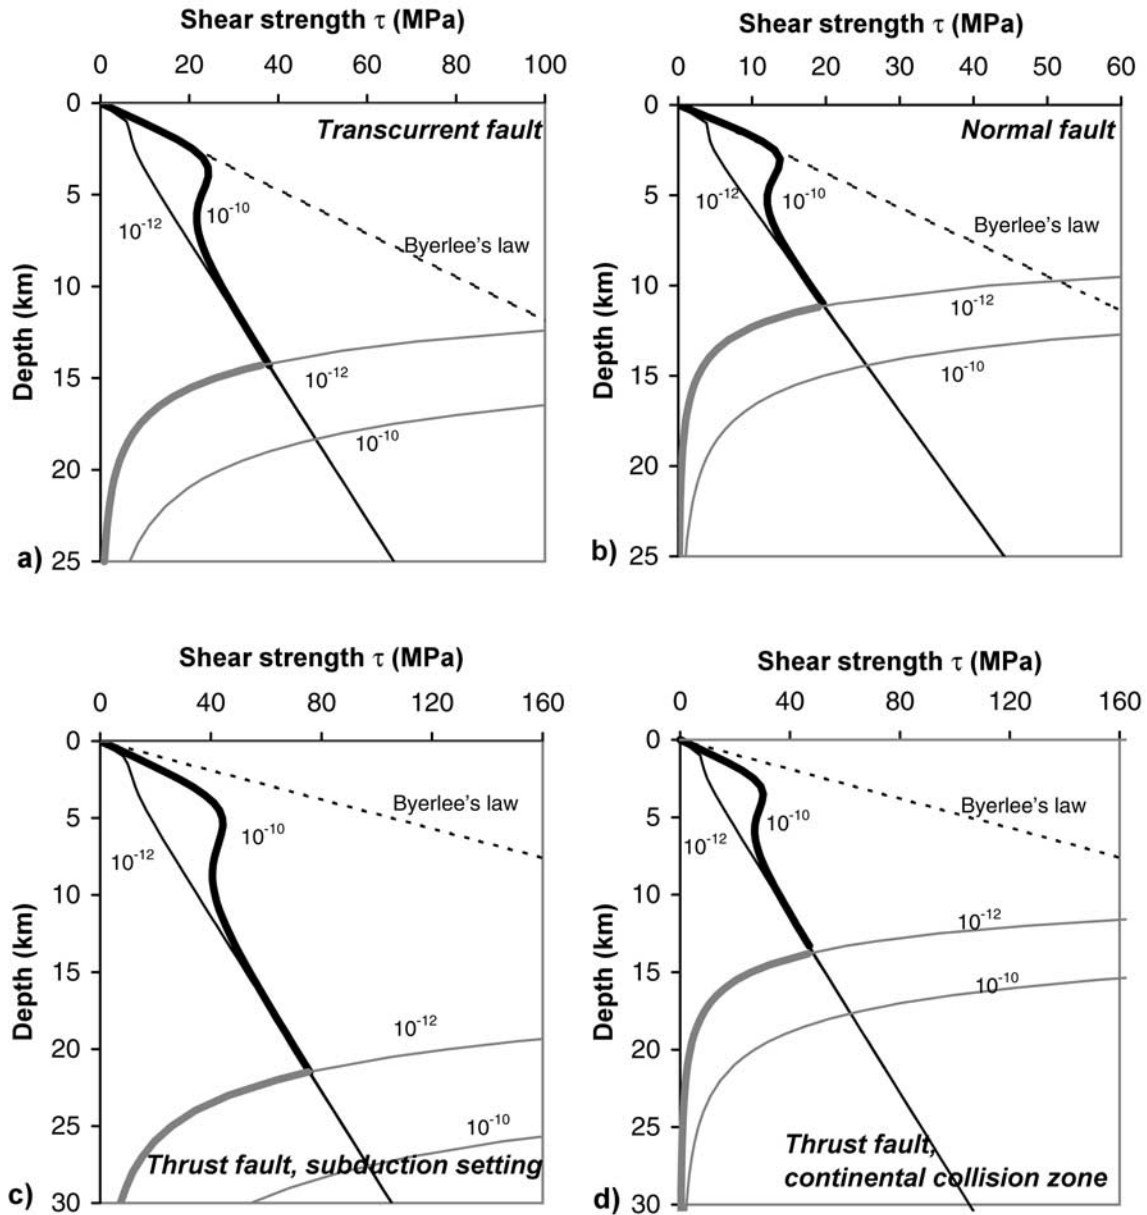 Shear strength τ (MPa)
0 20 40 60 80 100
Transcurrent fault
0
5
10
15
20
25
Depth (km)
10-12
10-10
Byerlee's law
10-12
10-10
a)
Shear strength τ (MPa)
0 10 20 30 40 50 60
Normal fault
0
5
10
15
20
25
Depth (km)
10-12
10-10
Byerlee's law
10-12
10-10
b)
Shear strength τ (MPa)
0 40 80 120 160
0
5
10
15
20
25
30
Depth (km)
Byerlee's law
10-10
10-12
10-12
10-10
Thrust fault, subduction setting
c)
Shear strength τ (MPa)
0 40 80 120 160
0
5
10
15
20
25
30
Depth (km)
Byerlee's law
10-10
10-12
10-12
10-10
Thrust fault,
continental collision zone
d)